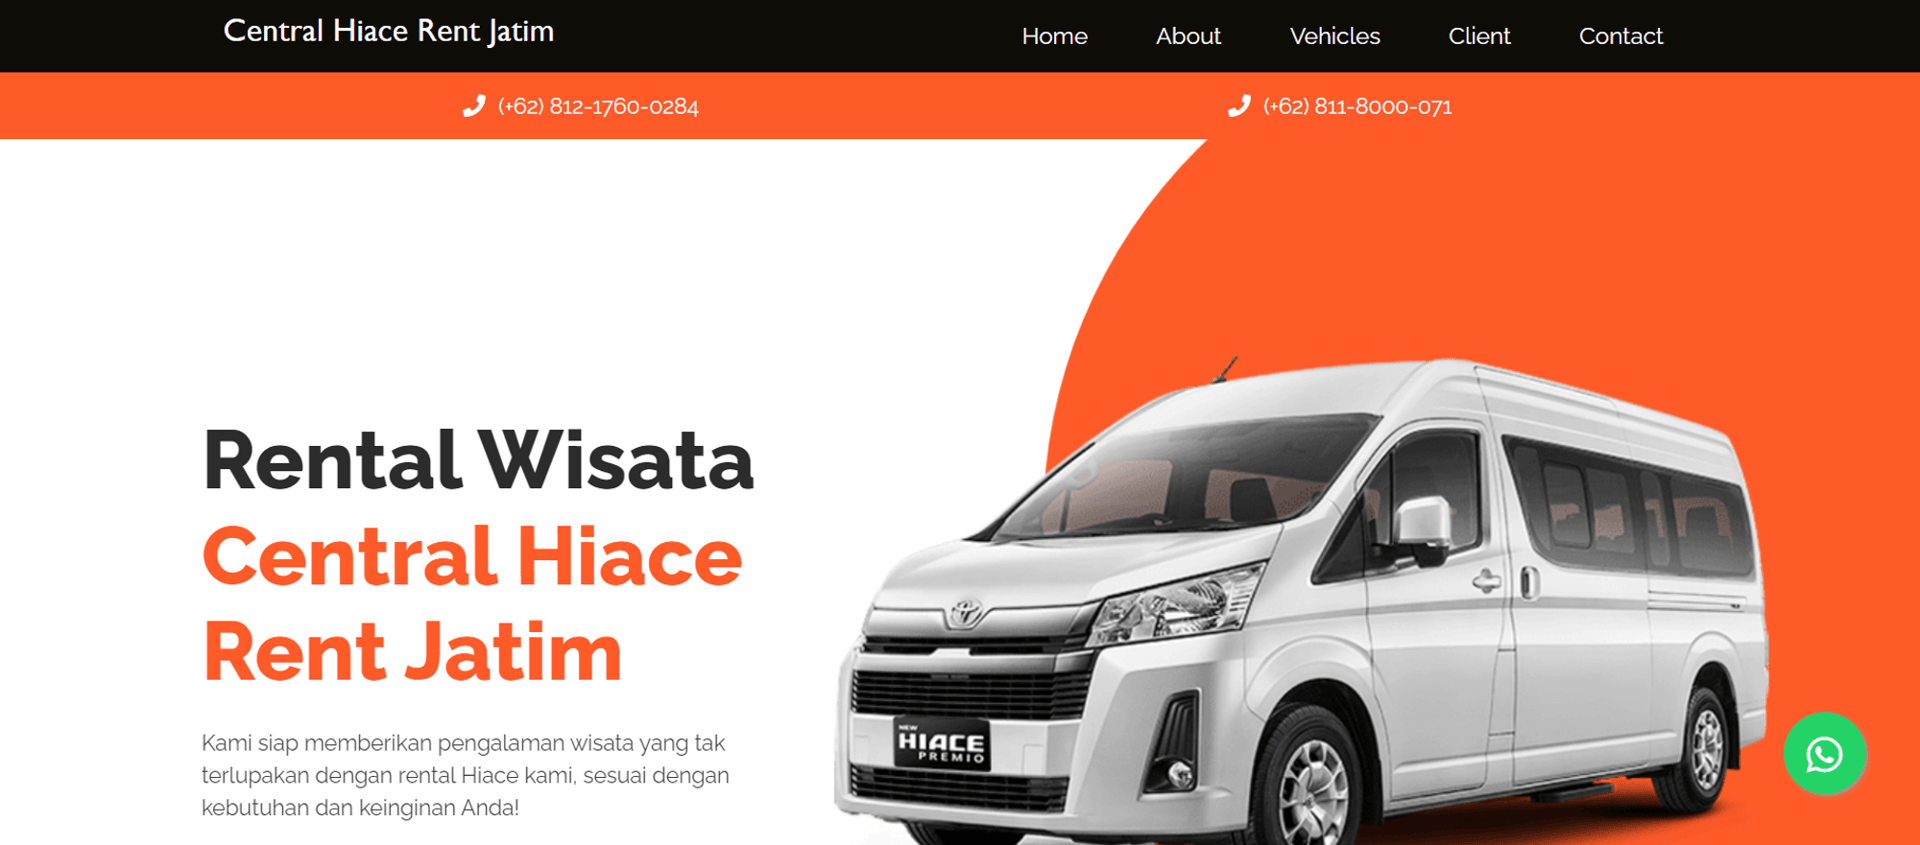 Central Hiace Rent Jatim
Home About Vehicles Client Contact
(+62) 812-1760-0284
(+62) 811-8000-071
Rental Wisata
Central Hiace
Rent Jatim
Kami siap memberikan pengalaman wisata yang tak
terlupakan dengan rental Hiace kami, sesuai dengan
kebutuhan dan keinginan Anda!
NEW
HIACE
PREMIO